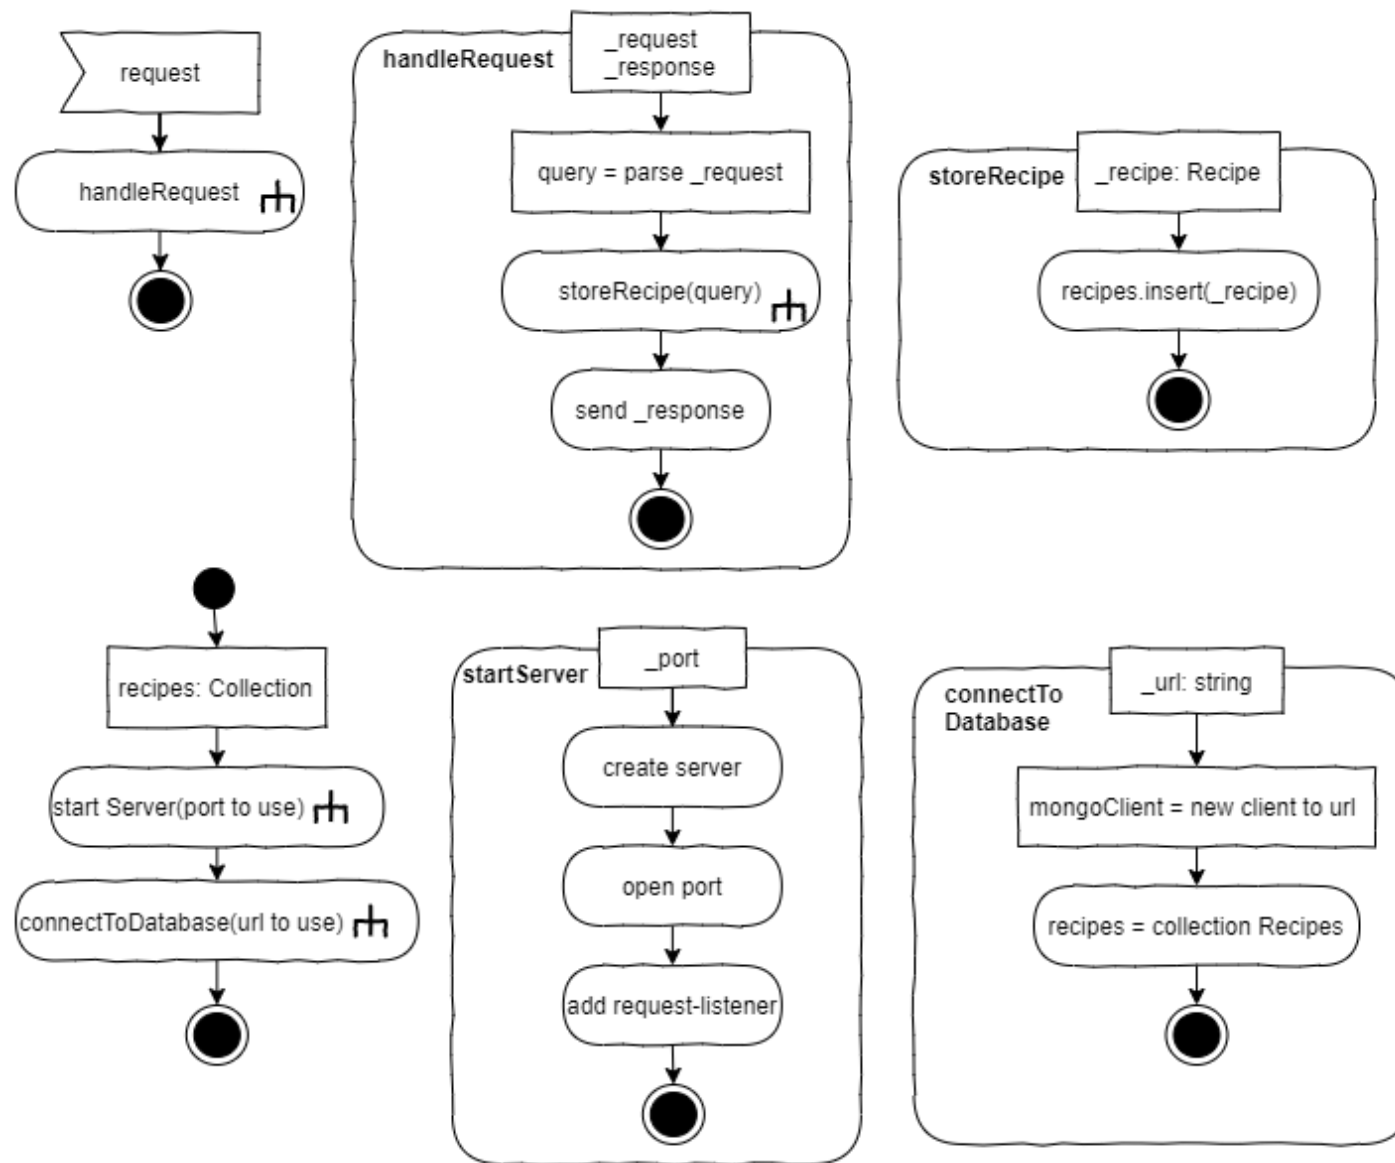 request
handleRequest
handleRequest
_request
_response
query = parse _request
storeRecipe(query)
send _response
storeRecipe
_recipe: Recipe
recipes.insert(_recipe)
recipes: Collection
start Server(port to use)
connectToDatabase(url to use)
startServer
_port
create server
open port
add request-listener
connectTo
Database
_url: string
mongoClient = new client to url
recipes = collection Recipes